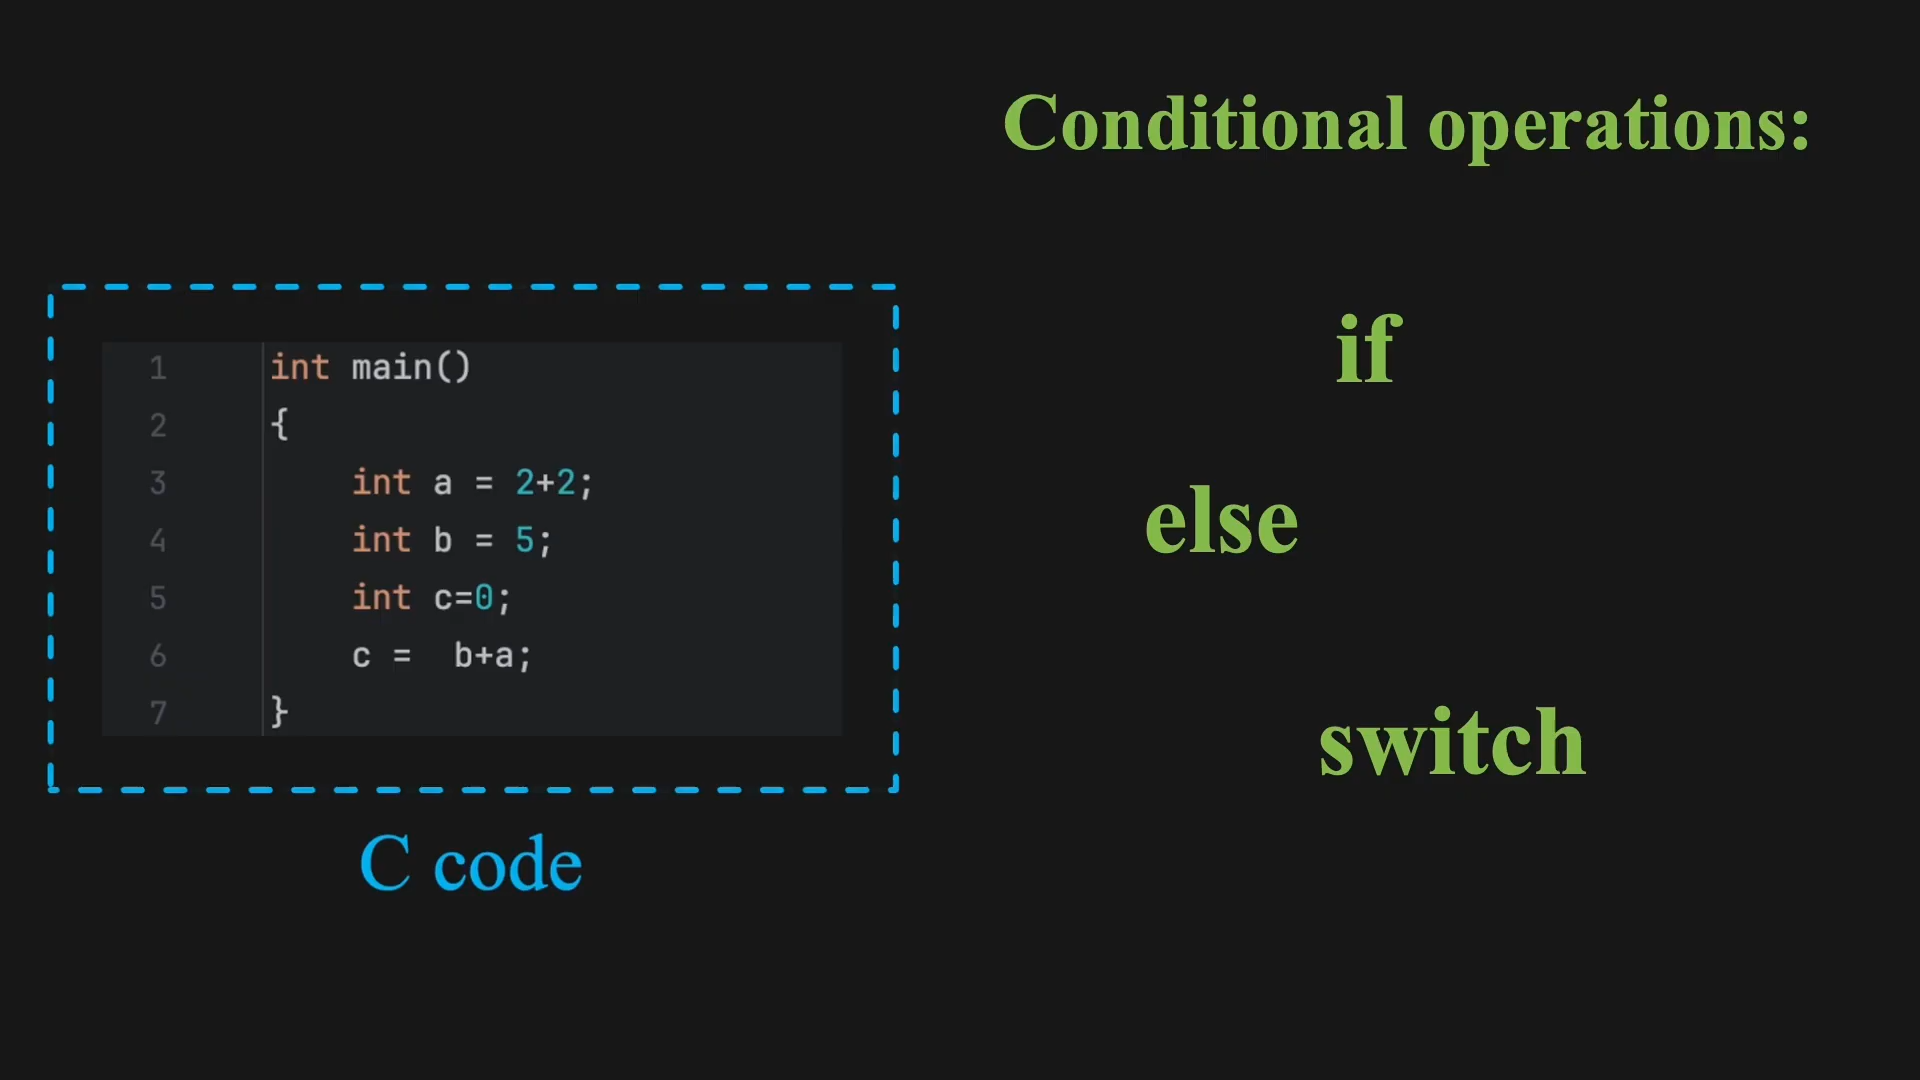 Conditional operations:
if
else
switch
1 int main()
2 {
3 int a = 2+2;
4 int b = 5;
5 int c=0;
6 c =  b+a;
7 }
C code